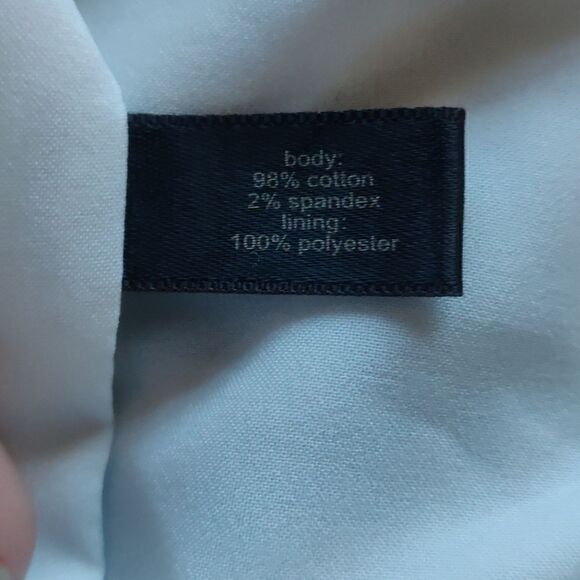 body:
98% cotton
2% spandex
lining:
100% polyester